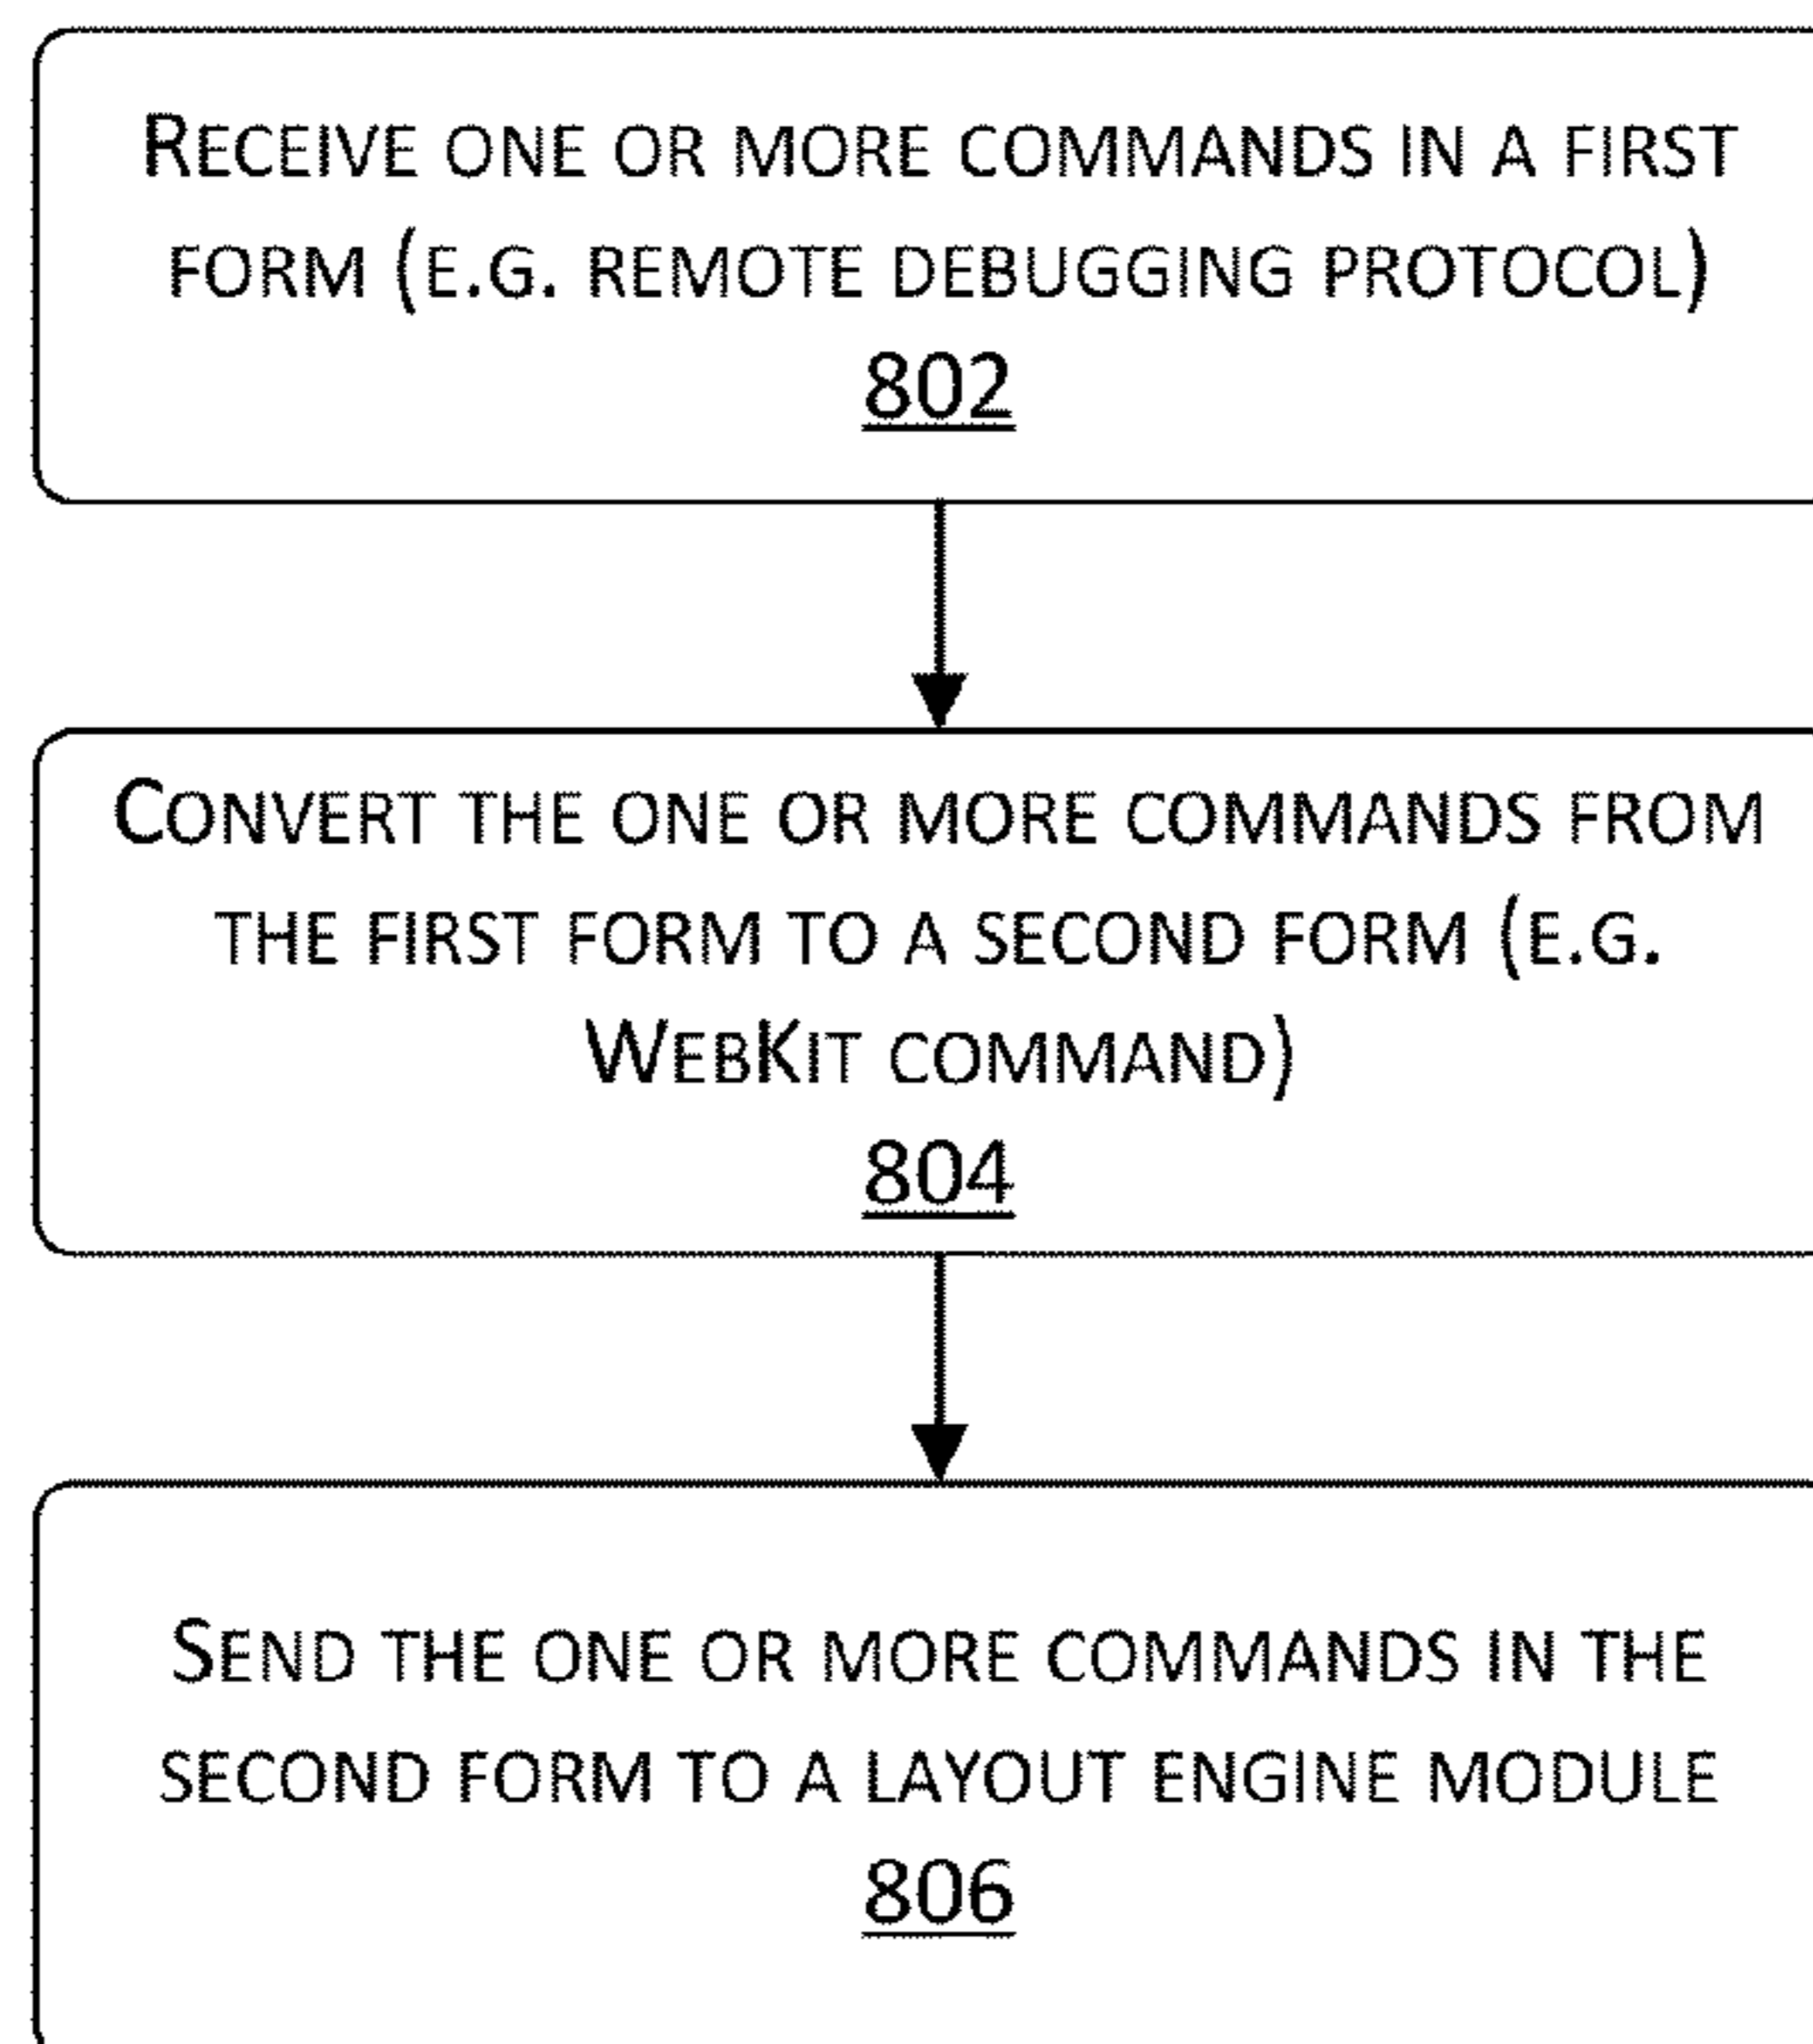 Receive one or more commands in a first
form (e.g. remote debugging protocol)
802
Convert the one or more commands from
the first form to a second form (e.g.
WebKit command)
804
Send the one or more commands in the
second form to a layout engine module
806